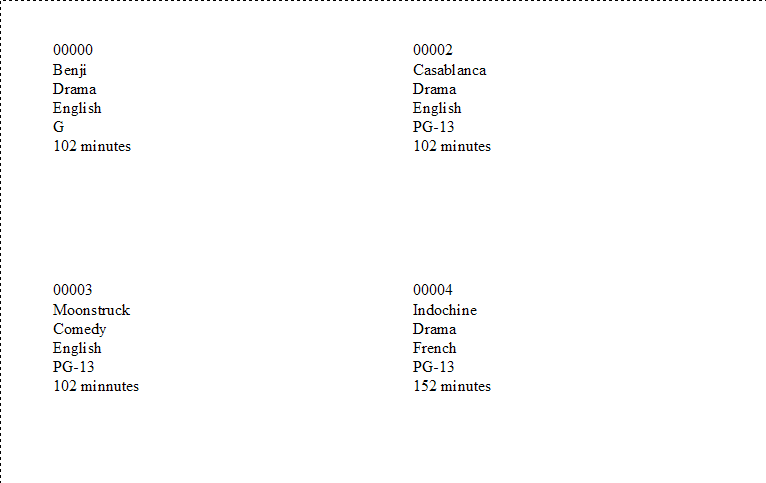 00000
Benji
Drama
English
G
102 minutes
00002
Casablanca
Drama
English
PG-13
102 minutes
00003
Moonstruck
Comedy
English
PG-13
102 minnutes
00004
Indochine
Drama
French
PG-13
152 minutes